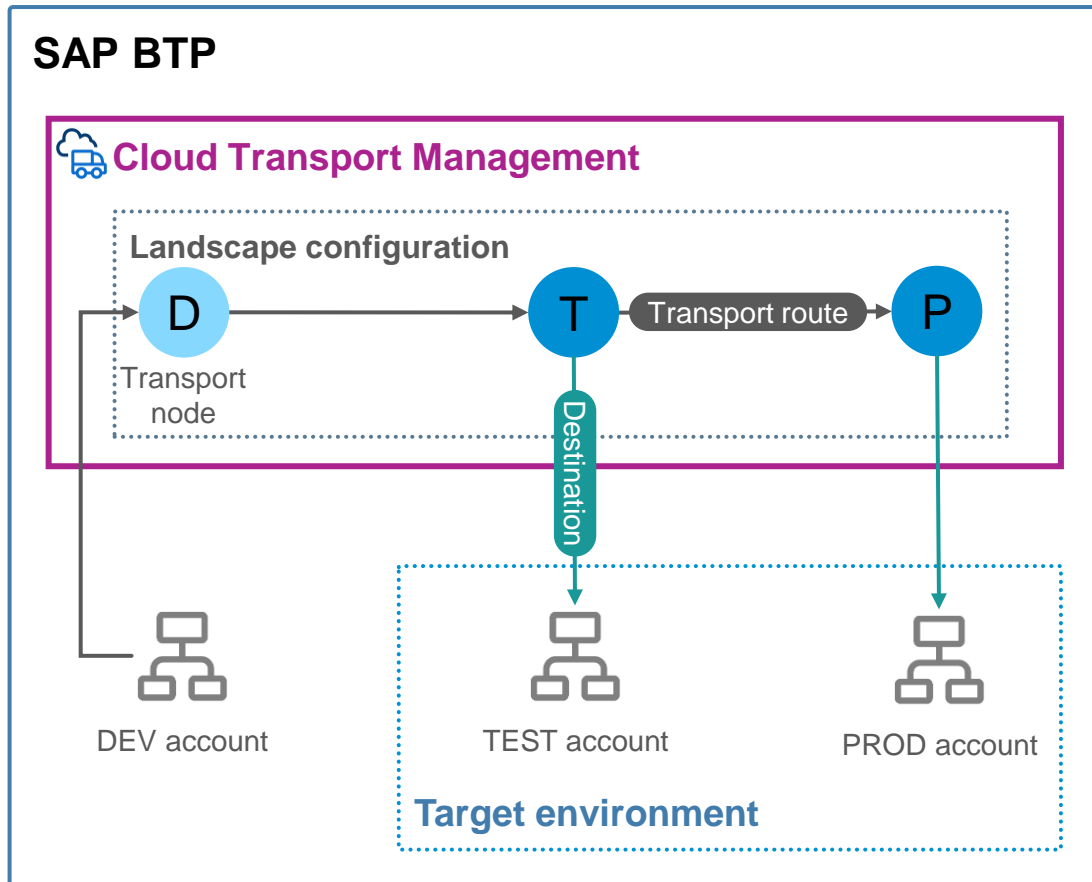 SAP BTP
Cloud Transport Management
Landscape configuration
D
T
Transport route
P
Transport
node
Destination
DEV account
TEST account
PROD account
Target environment